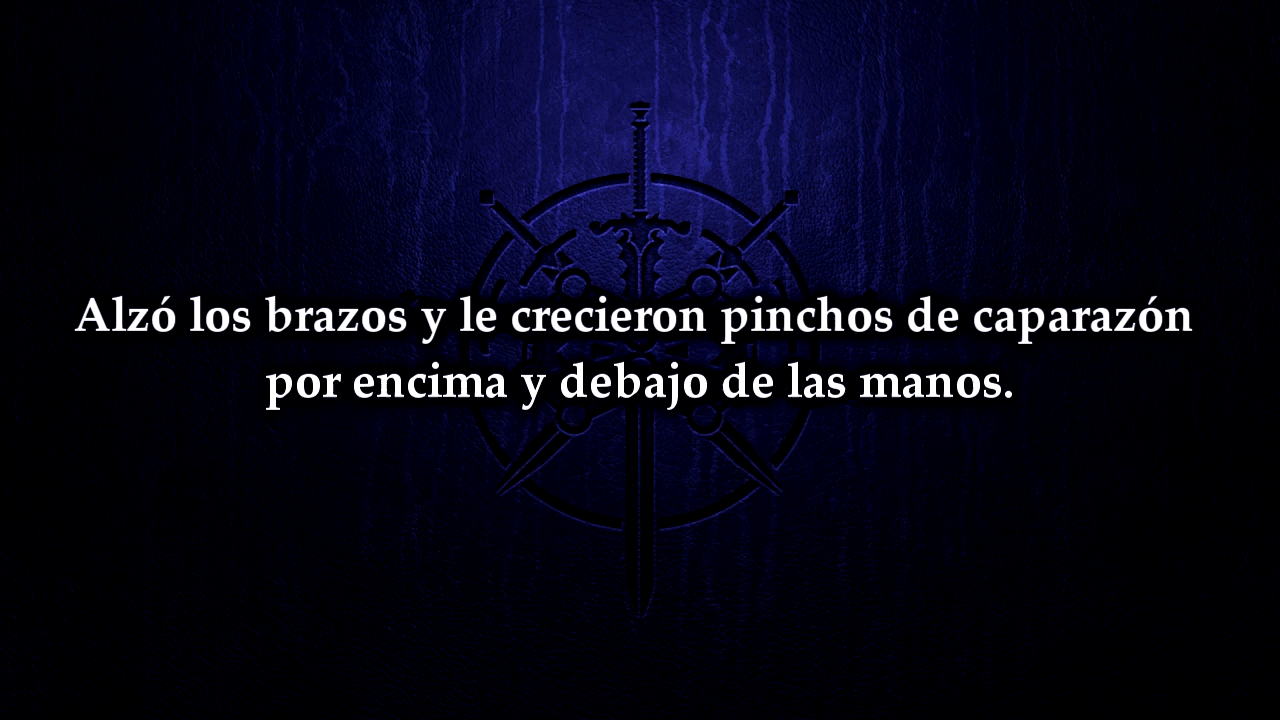 Alzó los brazos y le crecieron pinchos de caparazón
por encima y debajo de las manos.